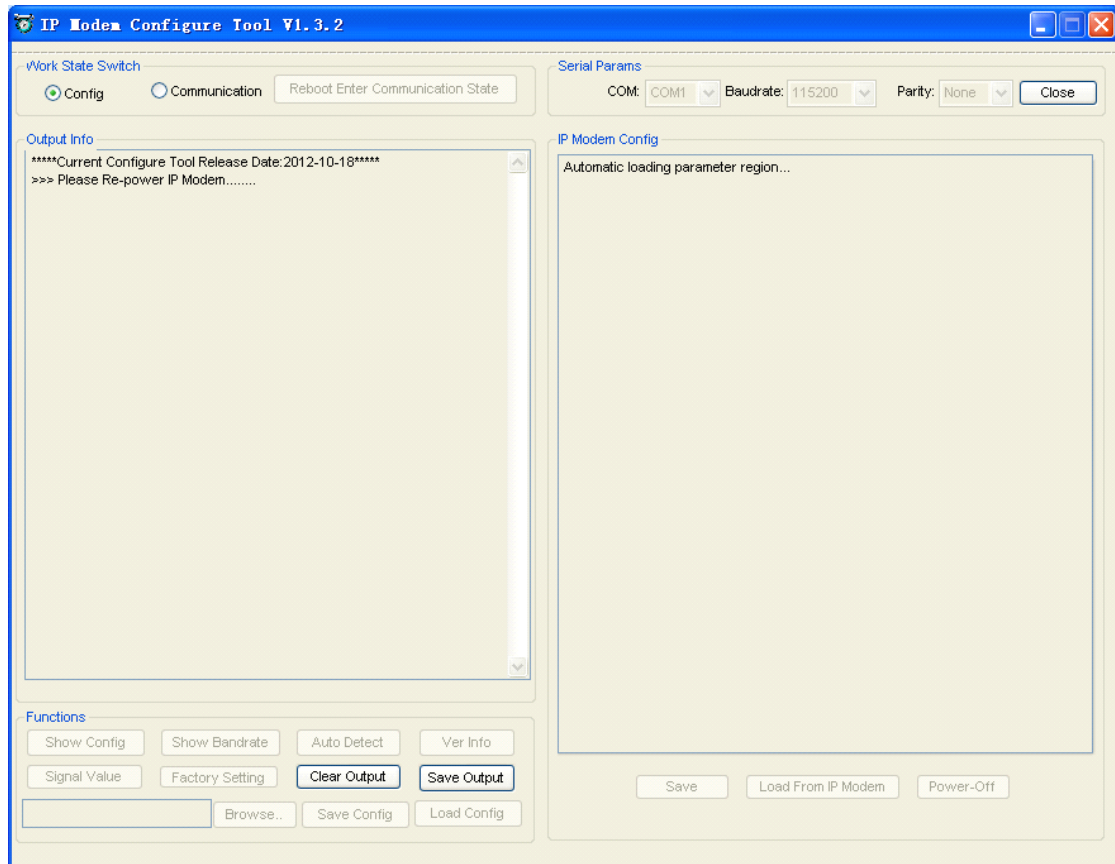 IP Modem Configure Tool V1.3.2
Work State Switch
Config Communication Reboot Enter Communication State
Serial Params
COM: COM1 Baudrate: 115200 Parity: None Close
Output Info
*****Current Configure Tool Release Date:2012-10-18*****
>>> Please Re-power IP Modem........
IP Modem Config
Automatic loading parameter region...
Functions
Show Config Show Bandrate Auto Detect Ver Info
Signal Value Factory Setting Clear Output Save Output
Browse.. Save Config Load Config
Save Load From IP Modem Power-Off